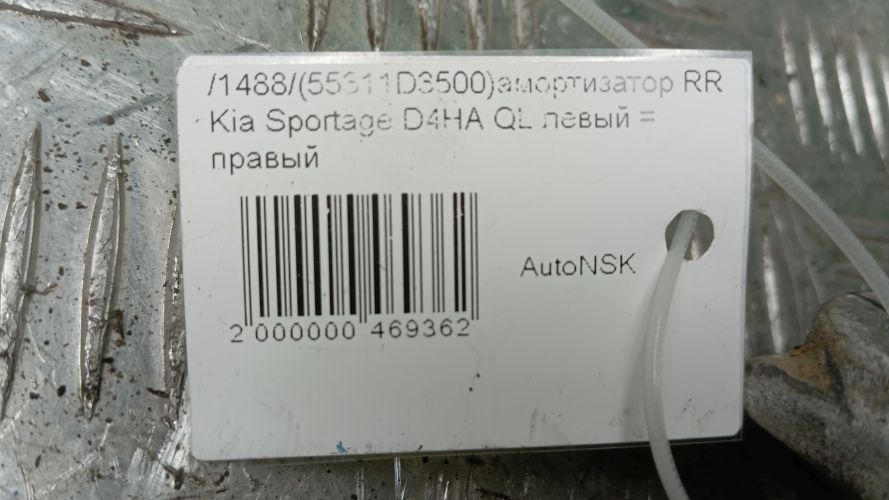 /1488/(55311D3500)амортизатор RR
Kia Sportage D4HA QL левый =
правый
AutoNSK
2 000000 469362